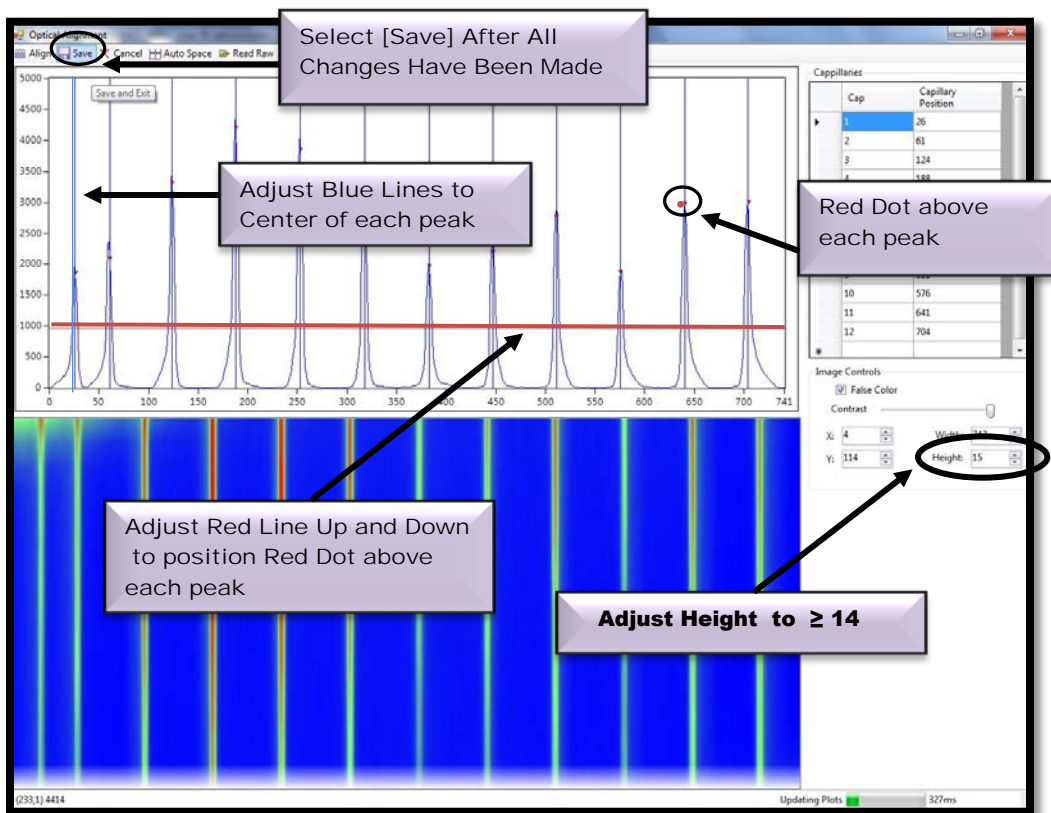 Optical Alignment
Align Save Cancel Auto Space Read Raw
Save and Exit
Select [Save] After All
Changes Have Been Made
5000
4500
4000
3500
3000
2500
2000
1500
1000
500
0
0 50 100 150 200 250 300 350 400 450 500 550 600 650 700 741
Adjust Blue Lines to
Center of each peak
Red Dot above
each peak
Adjust Red Line Up and Down
to position Red Dot above
each peak
Adjust Height to ≥ 14
Cappillaries
Cap Capillary
Position
1 26
2 61
3 124
4 188
10 576
11 641
12 704
Image Controls
False Color
Contrast
X: 4 Width:
Y: 114 Height: 15
(233,1) 4414
Updating Plots 327ms